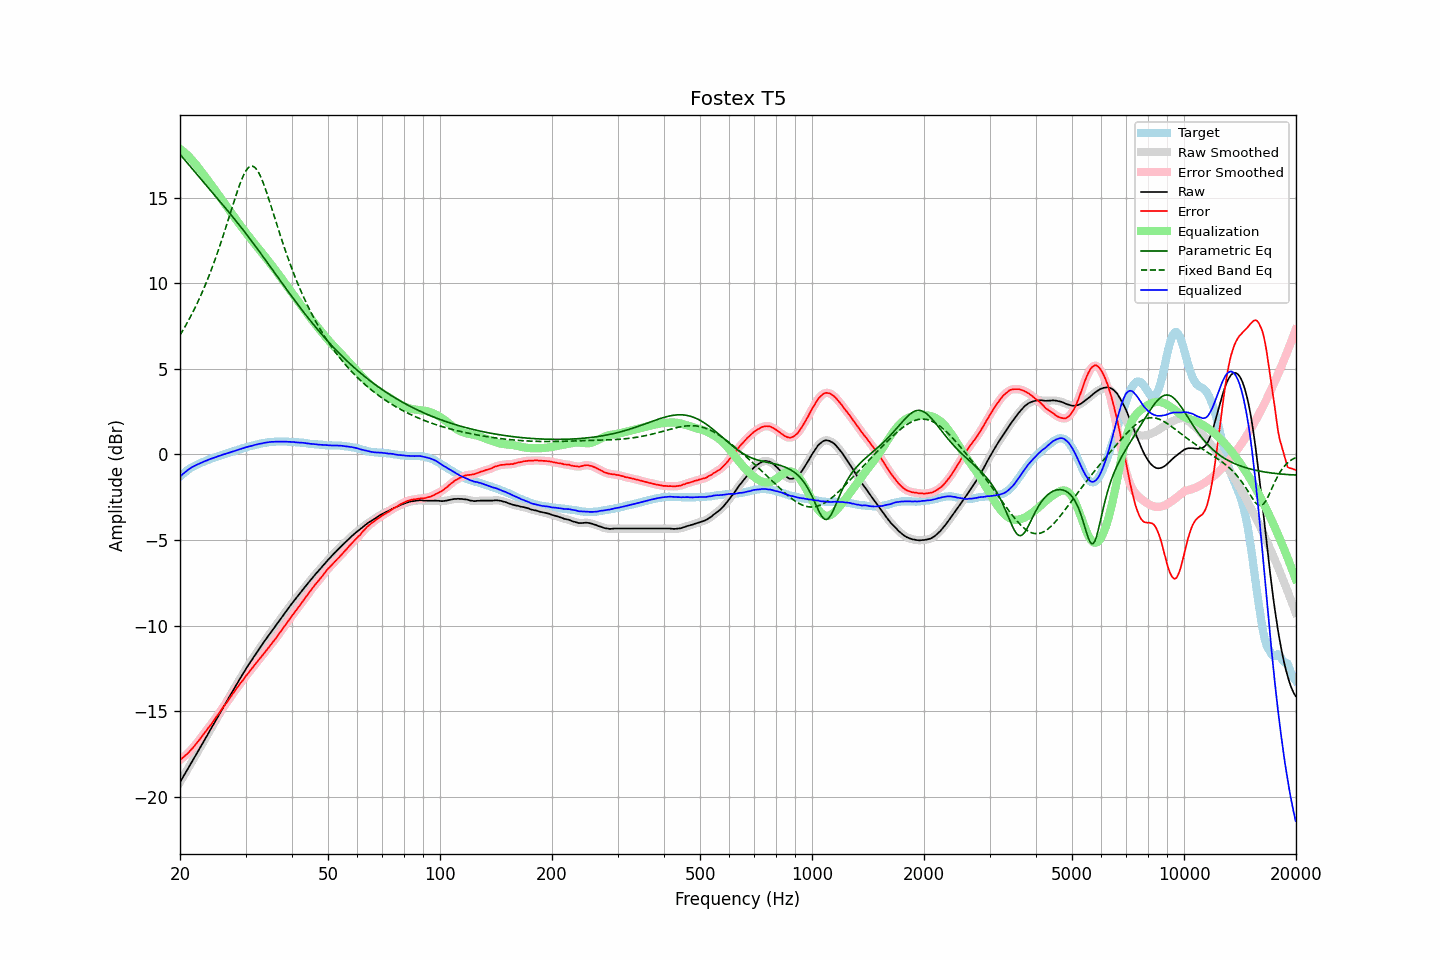 Fostex T5
Target
Raw Smoothed
Error Smoothed
Raw
Error
Equalization
Parametric Eq
Fixed Band Eq
Equalized
Amplitude (dBr)
15
10
5
0
−5
−10
−15
−20
20 50 100 200 500 1000 2000 5000 10000 20000
Frequency (Hz)